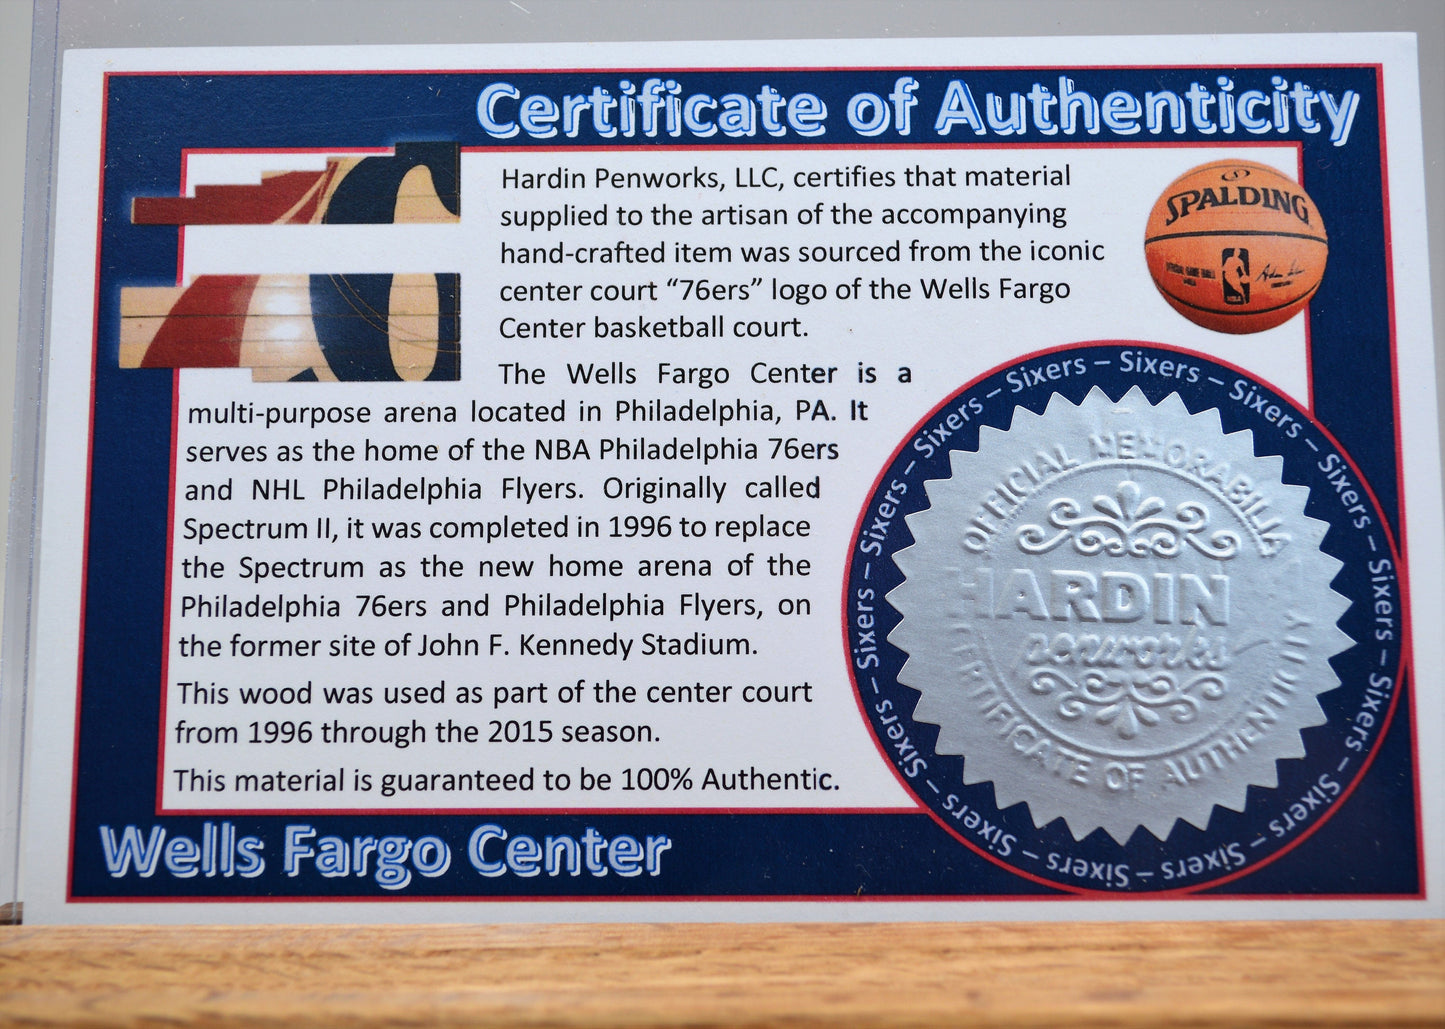 Certificate of Authenticity
Hardin Penworks, LLC, certifies that material
supplied to the artisan of the accompanying
hand-crafted item was sourced from the iconic
center court “76ers” logo of the Wells Fargo
Center basketball court.
The Wells Fargo Center is a
multi-purpose arena located in Philadelphia, PA. It
serves as the home of the NBA Philadelphia 76ers
and NHL Philadelphia Flyers. Originally called
Spectrum II, it was completed in 1996 to replace
the Spectrum as the new home arena of the
Philadelphia 76ers and Philadelphia Flyers, on
the former site of John F. Kennedy Stadium.
This wood was used as part of the center court
from 1996 through the 2015 season.
This material is guaranteed to be 100% Authentic.
Wells Fargo Center
SPALDING
OFFICIAL GAME BALL
NBA
Sixers – Sixers – Sixers – Sixers – Sixers – Sixers – Sixers – Sixers – Sixers – Sixers – Sixers – Sixers – Sixers – Sixers – Sixers – Sixers –
OFFICIAL MEMORABILIA
HARDIN
penworks
CERTIFICATE OF AUTHENTICITY